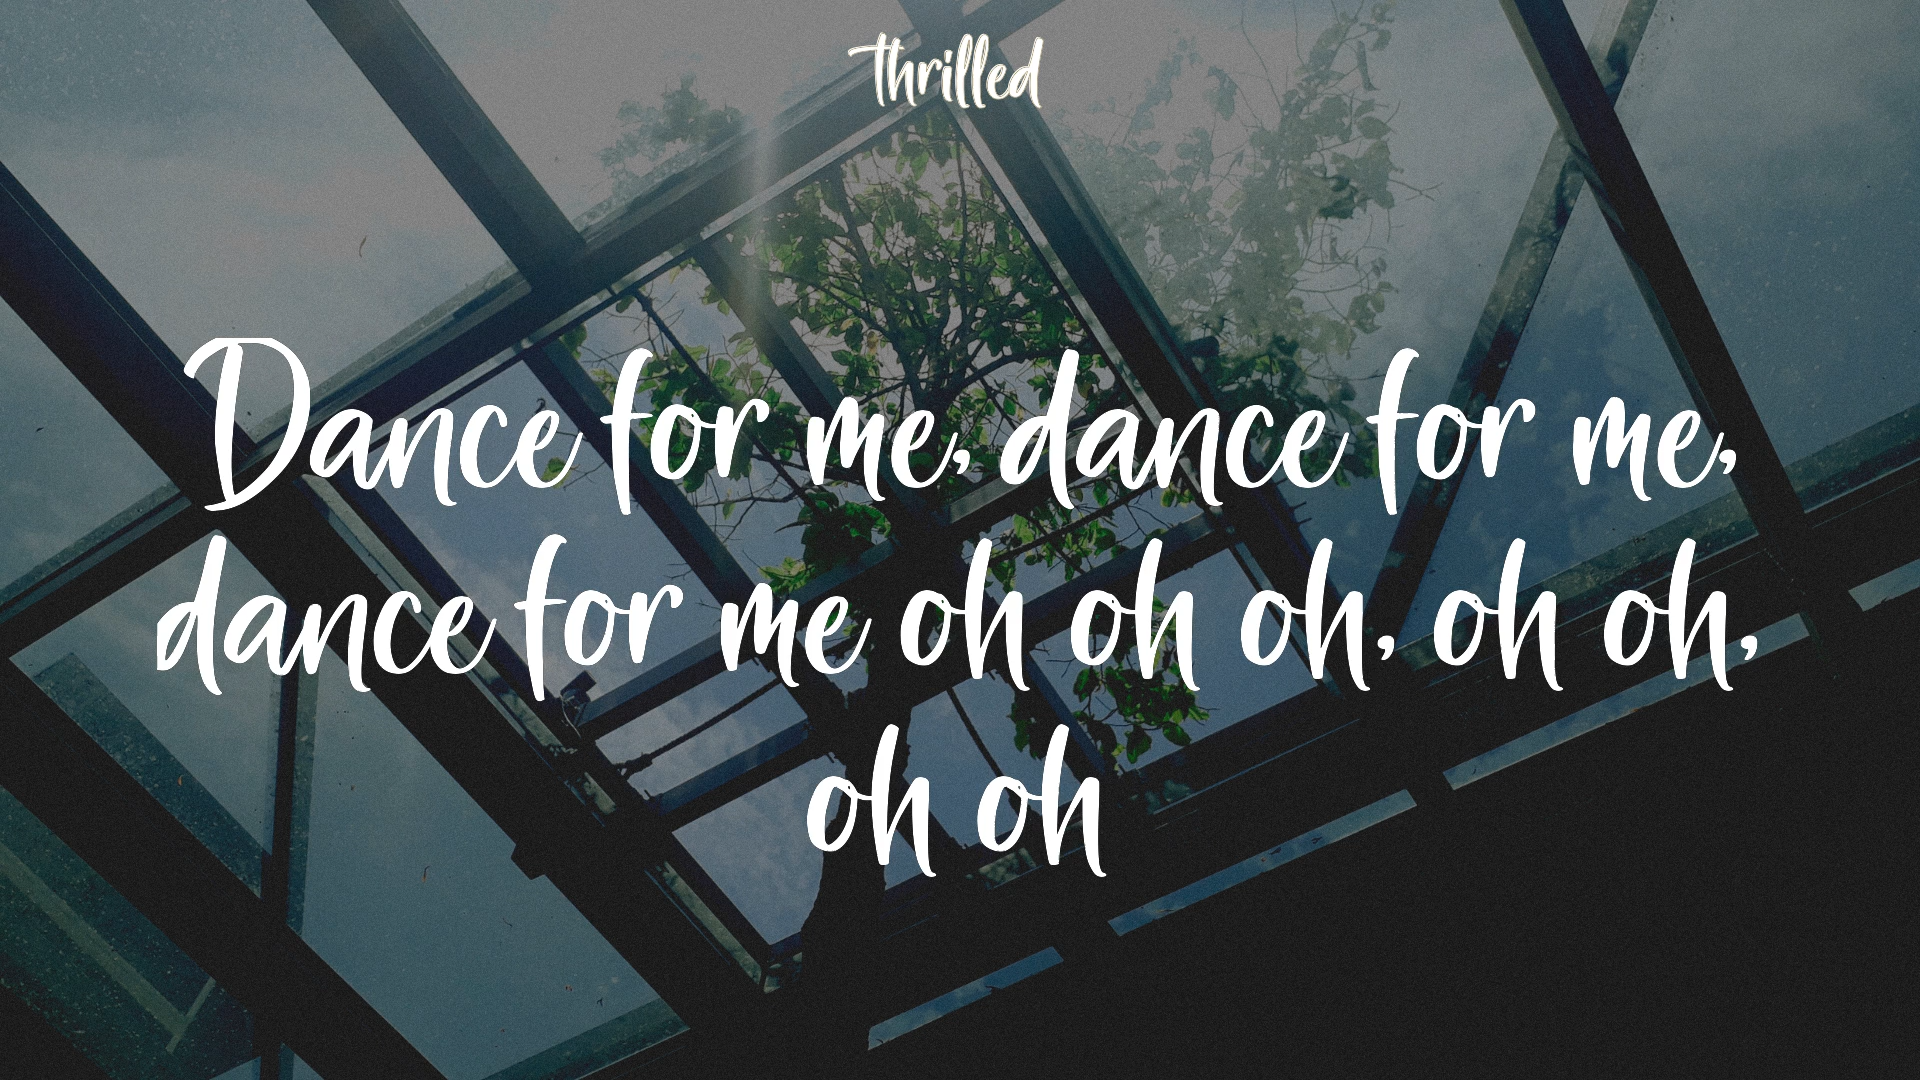 thrilled
Dance for me, dance for me,
dance for me oh oh oh, oh oh,
oh oh